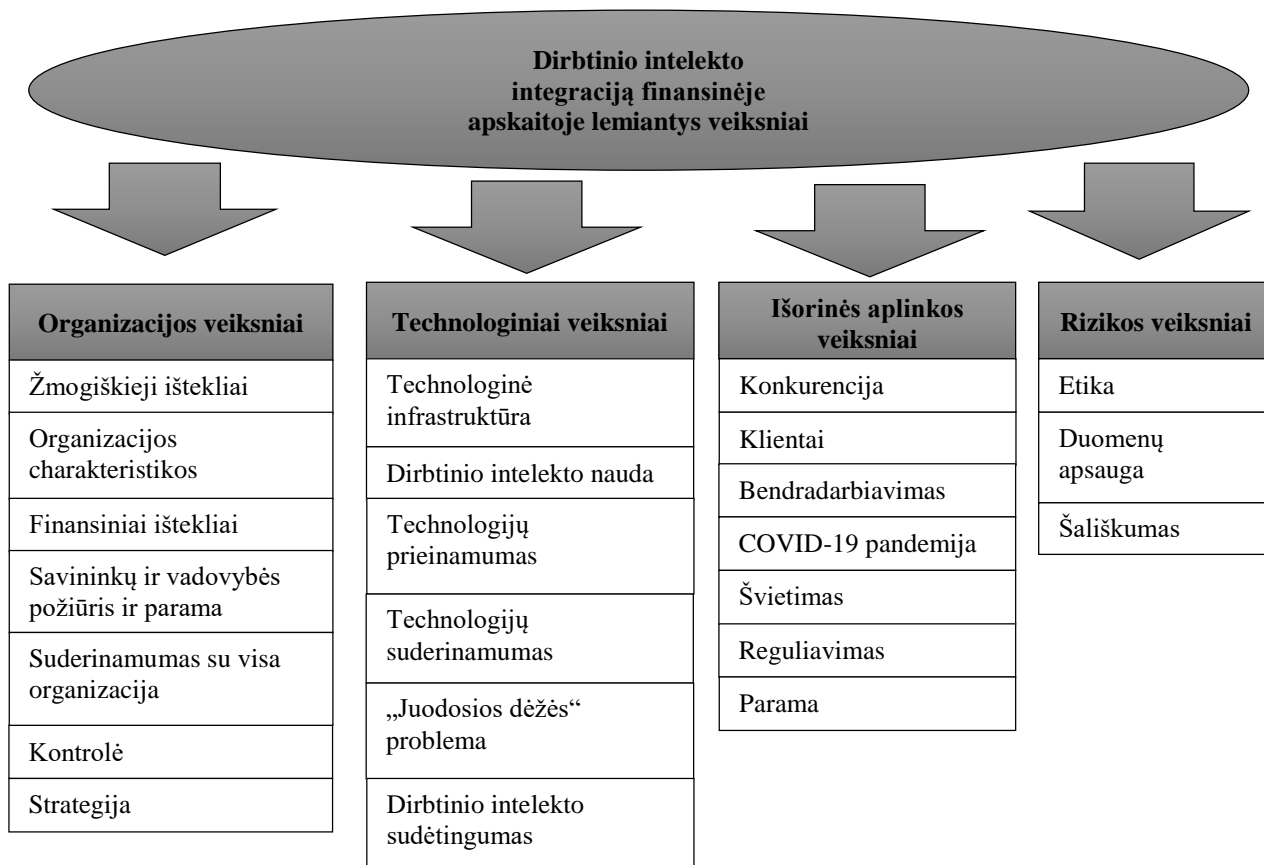 Dirbtinio intelekto
integraciją finansinėje
apskaitoje lemiantys veiksniai
Organizacijos veiksniai
Žmogiškieji ištekliai
Organizacijos
charakteristikos
Finansiniai ištekliai
Savininkų ir vadovybės
požiūris ir parama
Suderinamumas su visa
organizacija
Kontrolė
Strategija
Technologiniai veiksniai
Technologinė
infrastruktūra
Dirbtinio intelekto nauda
Technologijų
prieinamumas
Technologijų
suderinamumas
„Juodosios dėžės“
problema
Dirbtinio intelekto
sudėtingumas
Išorinės aplinkos
veiksniai
Konkurencija
Klientai
Bendradarbiavimas
COVID-19 pandemija
Švietimas
Reguliavimas
Parama
Rizikos veiksniai
Etika
Duomenų
apsauga
Šališkumas